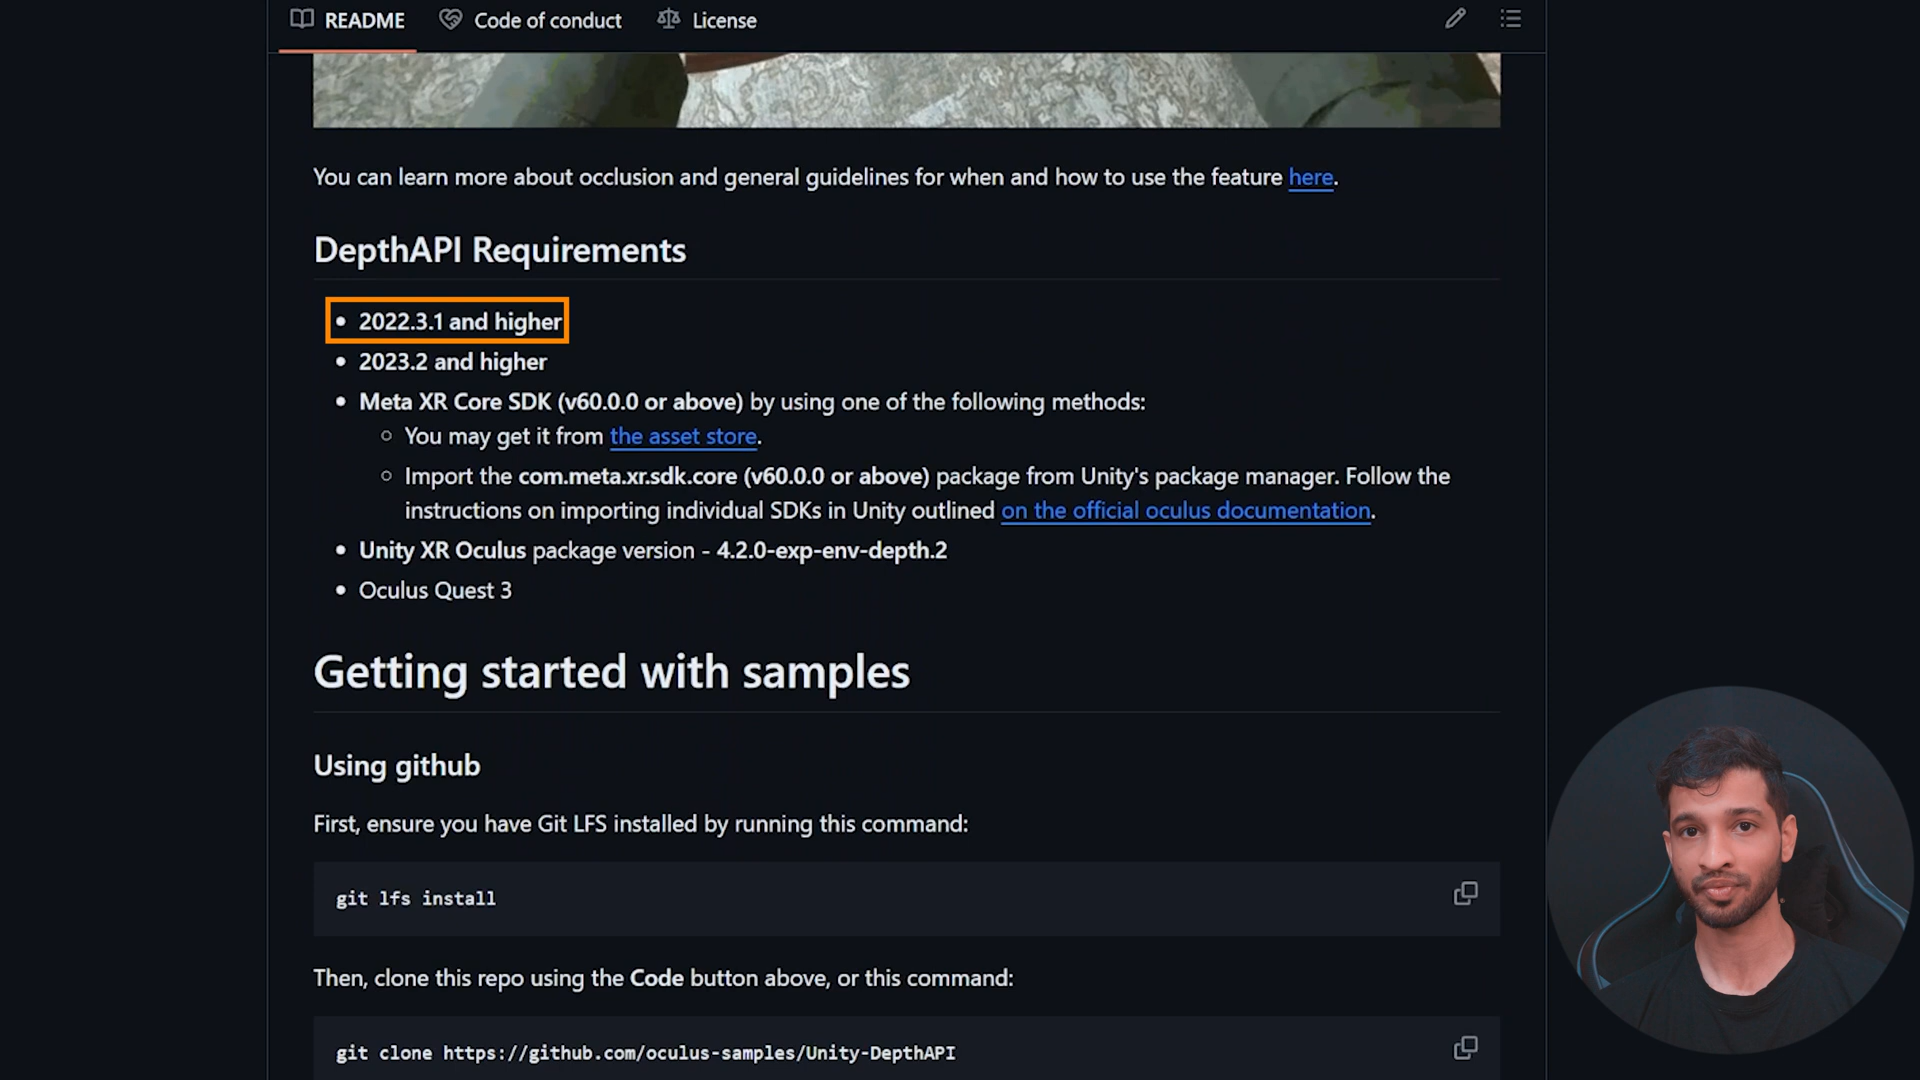 README
Code of conduct
License
You can learn more about occlusion and general guidelines for when and how to use the feature here.
DepthAPI Requirements
• 2022.3.1 and higher
• 2023.2 and higher
• Meta XR Core SDK (v60.0.0 or above) by using one of the following methods:
○ You may get it from the asset store.
○ Import the com.meta.xr.sdk.core (v60.0.0 or above) package from Unity's package manager. Follow the
instructions on importing individual SDKs in Unity outlined on the official oculus documentation.
• Unity XR Oculus package version - 4.2.0-exp-env-depth.2
• Oculus Quest 3
Getting started with samples
Using github
First, ensure you have Git LFS installed by running this command:
git lfs install
Then, clone this repo using the Code button above, or this command:
git clone https://github.com/oculus-samples/Unity-DepthAPI